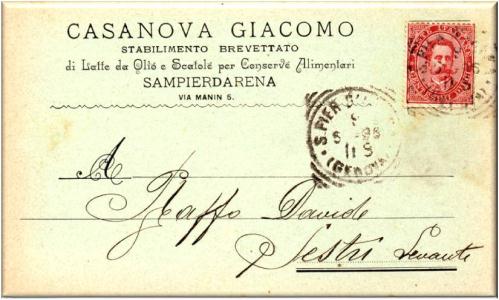 CASANOVA GIACOMO
STABILIMENTO BREVETTATO
di Latte da Olio e Scatole per Conserve Alimentari
SAMPIERDARENA
VIA MANIN 5.
S. PIER D'
(GENOVA)
A
Raffo Davide
Sestri Levante